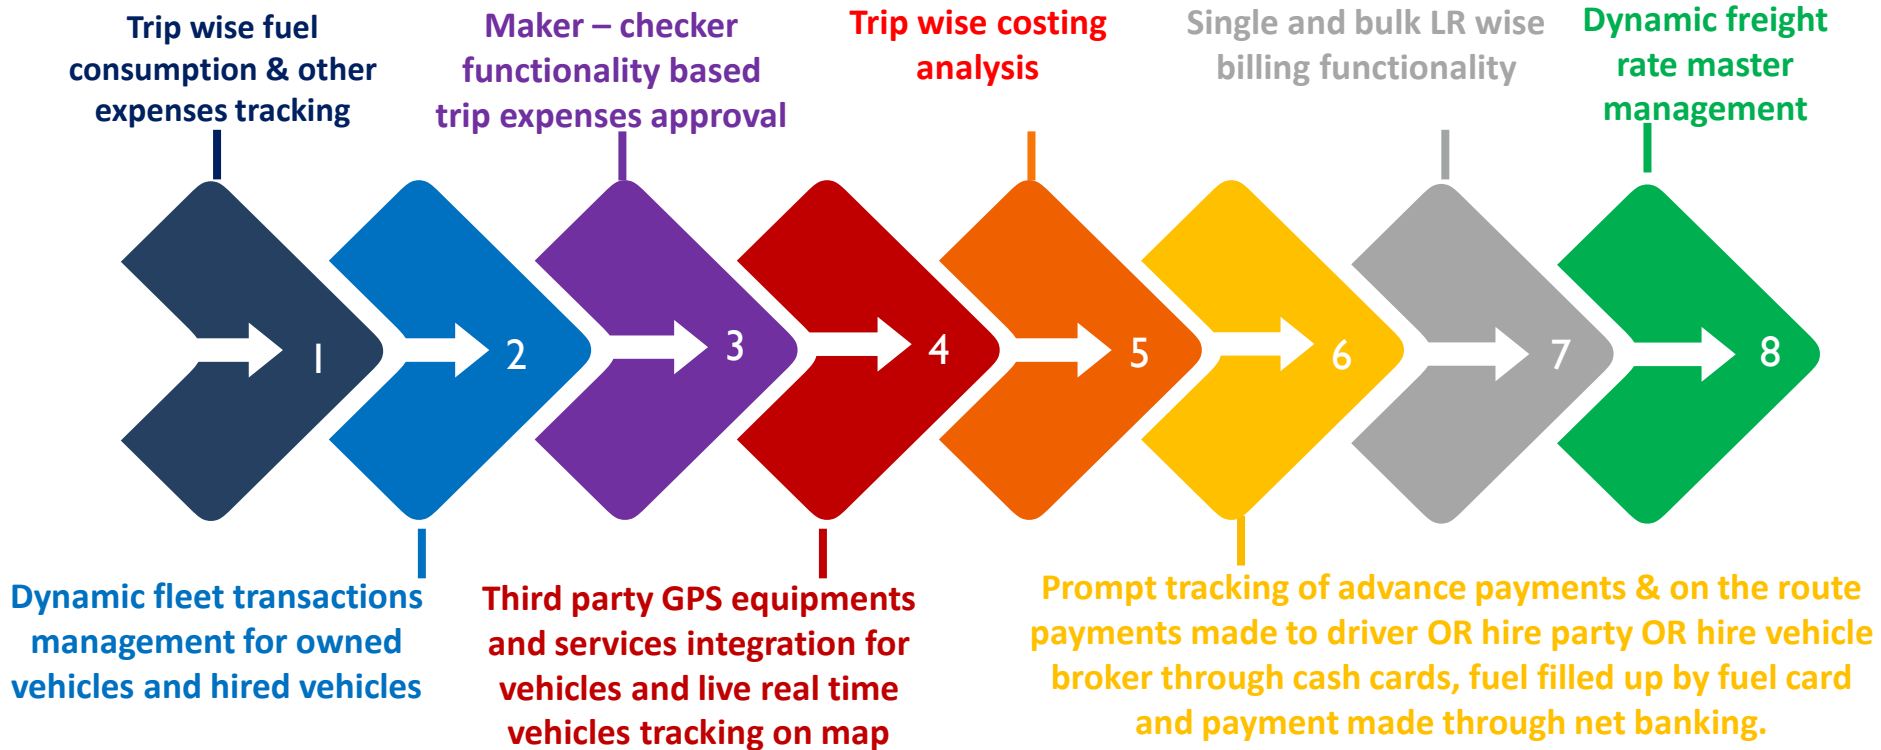 Trip wise fuel
consumption & other
expenses tracking
Maker – checker
functionality based
trip expenses approval
Trip wise costing
analysis
Single and bulk LR wise
billing functionality
Dynamic freight
rate master
management
1
2
3
4
5
6
7
8
Dynamic fleet transactions
management for owned
vehicles and hired vehicles
Third party GPS equipments
and services integration for
vehicles and live real time
vehicles tracking on map
Prompt tracking of advance payments & on the route
payments made to driver OR hire party OR hire vehicle
broker through cash cards, fuel filled up by fuel card
and payment made through net banking.